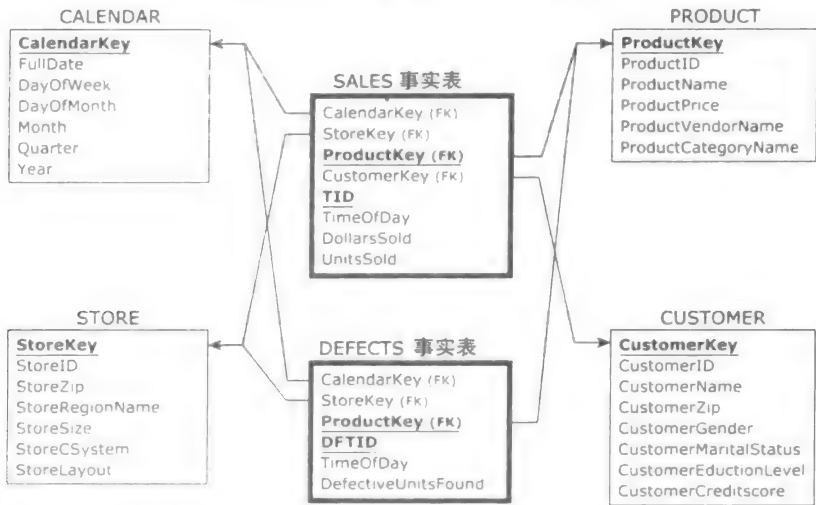 CALENDAR
CalendarKey
FullDate
DayOfWeek
DayOfMonth
Month
Quarter
Year
SALES 事实表
CalendarKey (FK)
StoreKey (FK)
ProductKey (FK)
CustomerKey (FK)
TID
TimeOfDay
DollarsSold
UnitsSold
PRODUCT
ProductKey
ProductID
ProductName
ProductPrice
ProductVendorName
ProductCategoryName
STORE
StoreKey
StoreID
StoreZip
StoreRegionName
StoreSize
StoreCSystem
StoreLayout
DEFECTS 事实表
CalendarKey (FK)
StoreKey (FK)
ProductKey (FK)
DFTID
TimeOfDay
DefectiveUnitsFound
CUSTOMER
CustomerKey
CustomerID
CustomerName
CustomerZip
CustomerGender
CustomerMaritalStatus
CustomerEductionLevel
CustomerCreditscore